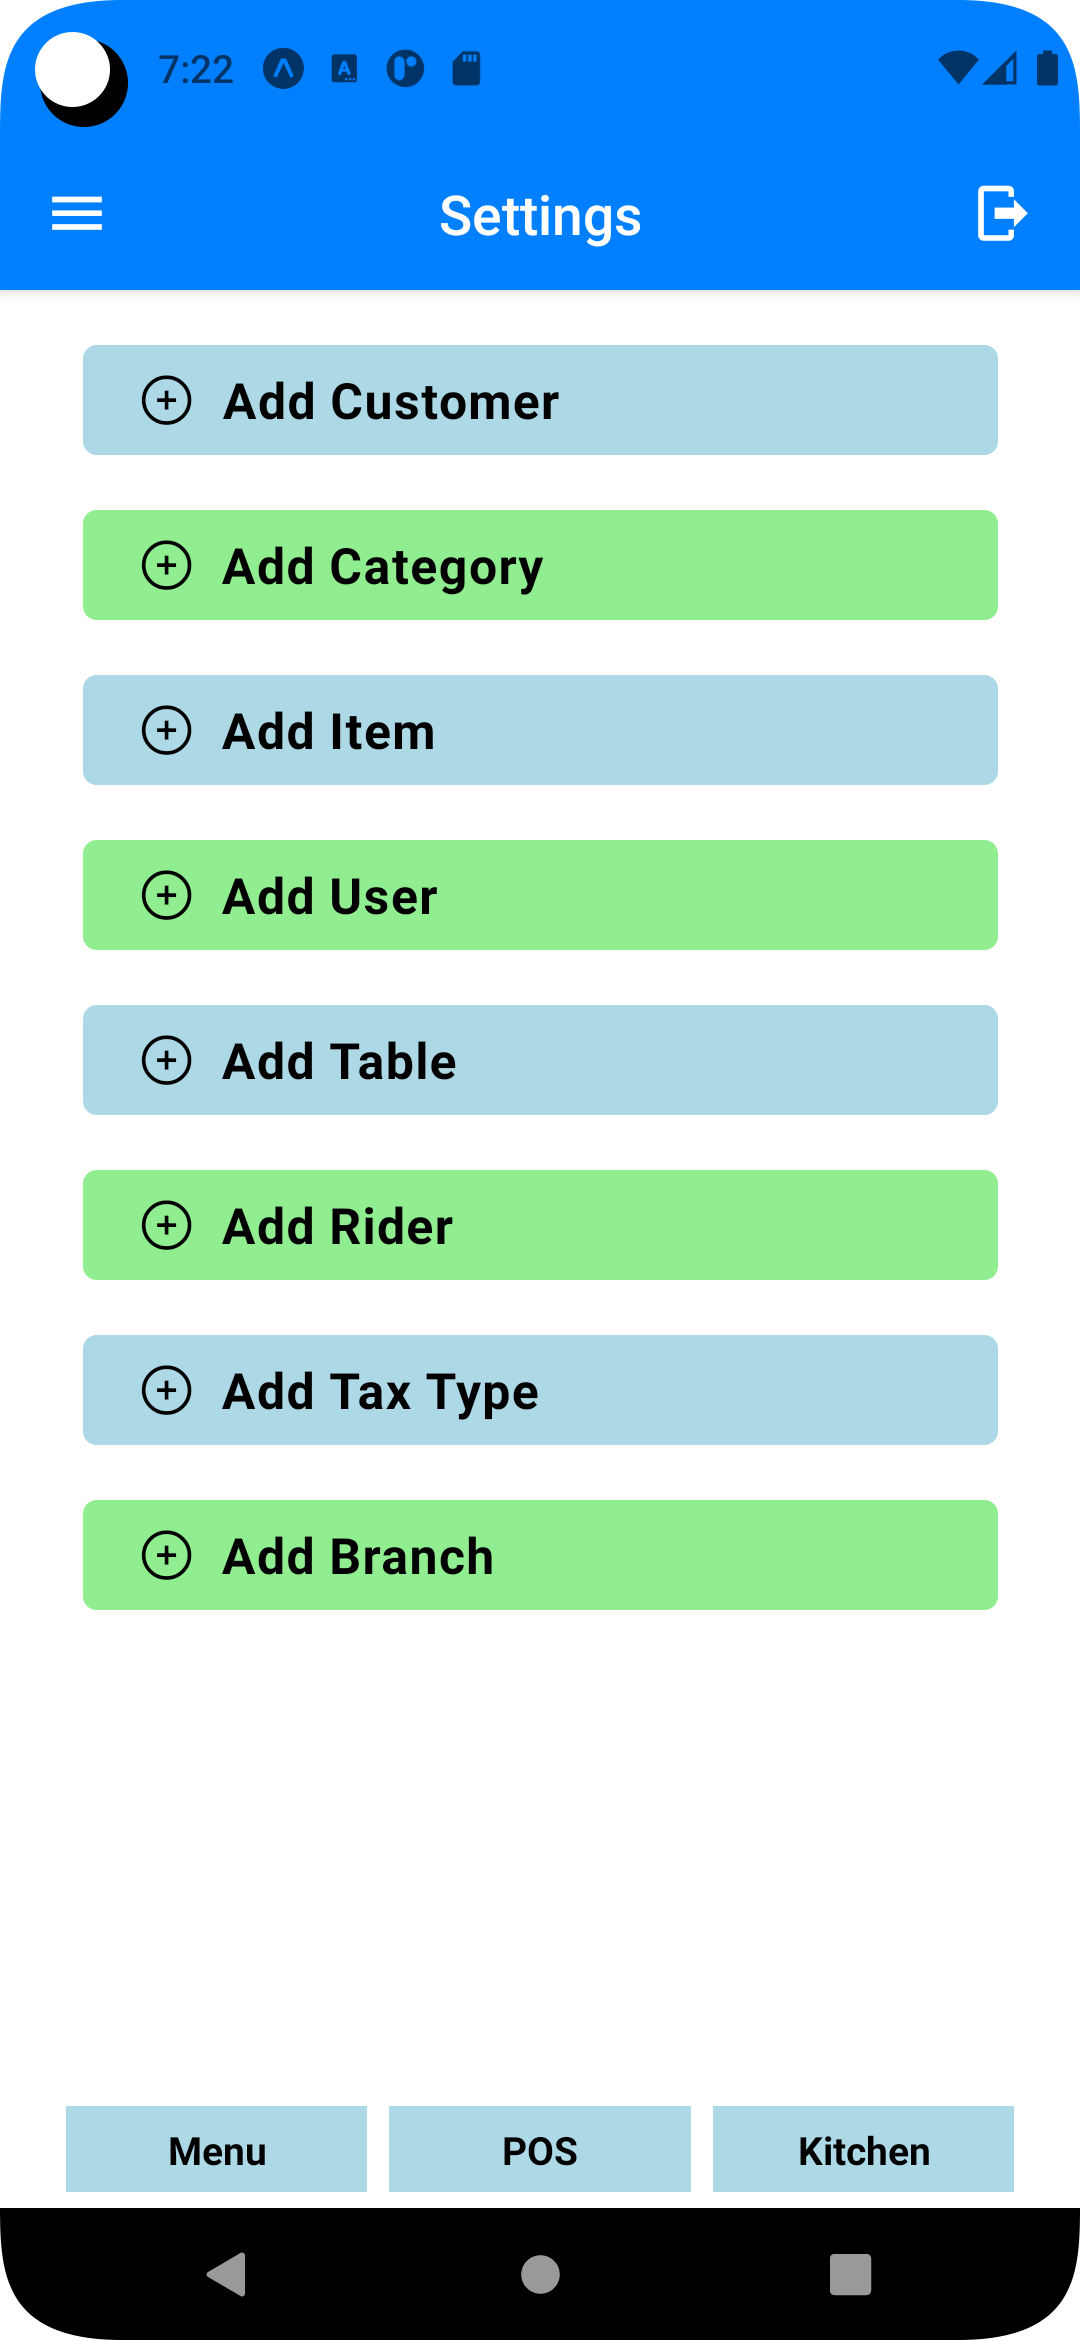 7:22
Settings
Add Customer
Add Category
Add Item
Add User
Add Table
Add Rider
Add Tax Type
Add Branch
Menu POS Kitchen